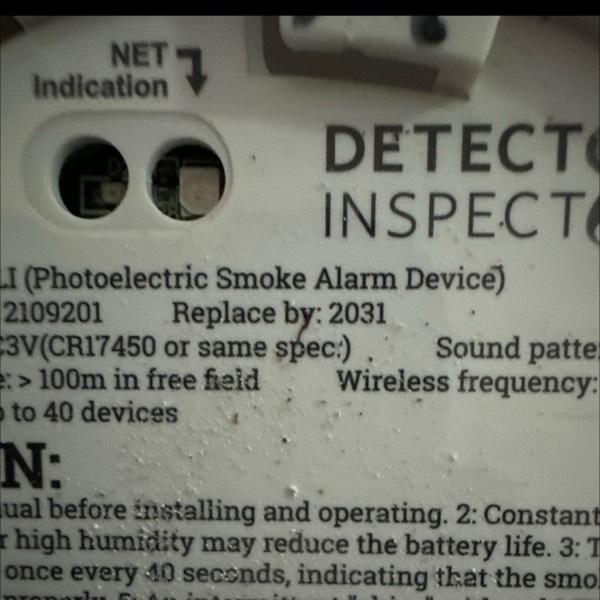 NET
Indication
DETECT
INSPECT
LI (Photoelectric Smoke Alarm Device)
2109201 Replace by: 2031
3V(CR17450 or same spec.) Sound patte
: > 100m in free field Wireless frequency:
to 40 devices
N:
ual before installing and operating. 2: Constant
r high humidity may reduce the battery life. 3: T
once every 40 seconds, indicating that the smo